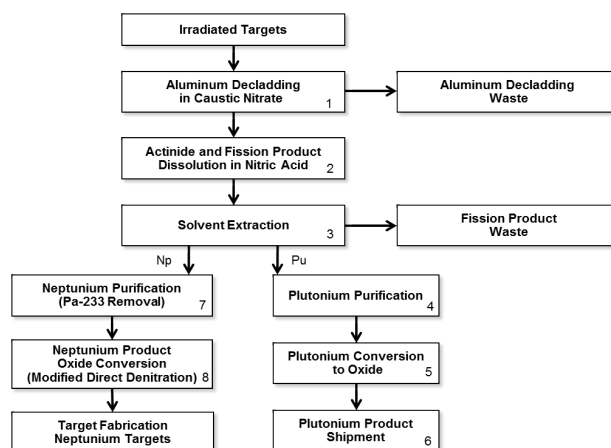 Irradiated Targets
Aluminum Decladding
in Caustic Nitrate
1
Aluminum Decladding
Waste
Actinide and Fission Product
Dissolution in Nitric Acid
2
Solvent Extraction
3
Fission Product
Waste
Np
Pu
Neptunium Purification
(Pa-233 Removal)
7
Plutonium Purification
4
Neptunium Product
Oxide Conversion
(Modified Direct Denitration)
8
Plutonium Conversion
to Oxide
5
Target Fabrication
Neptunium Targets
Plutonium Product
Shipment
6